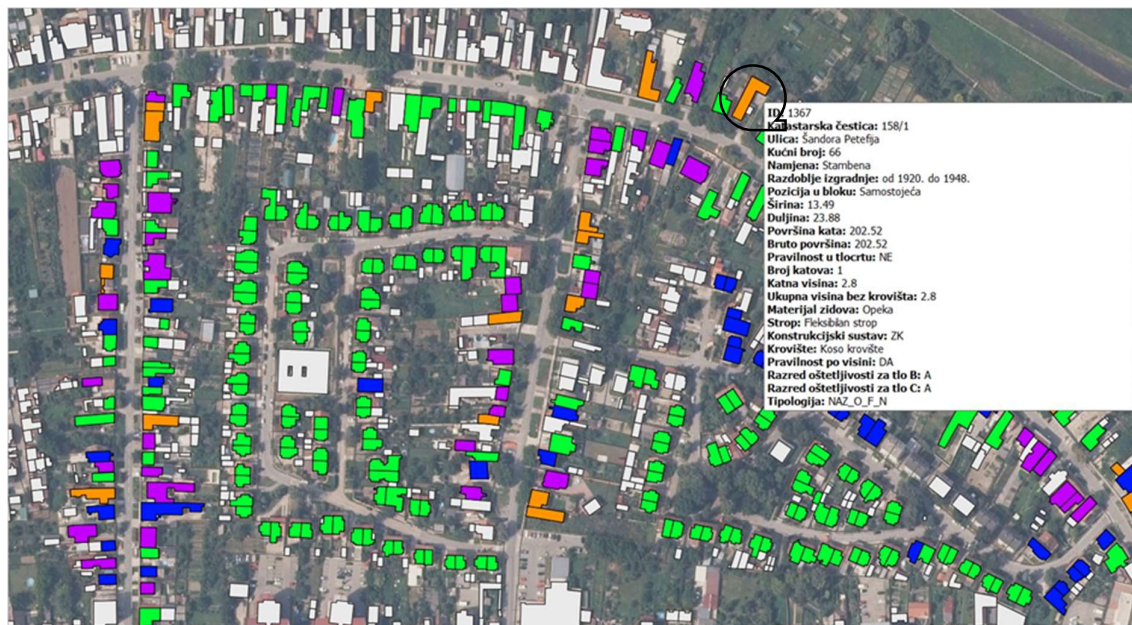 ID: 1367
Katastarska čestica: 158/1
Ulica: Šandora Petefija
Kućni broj: 66
Namjena: Stambena
Razdoblje izgradnje: od 1920. do 1948.
Pozicija u bloku: Samostojeća
Širina: 13.49
Duljina: 23.88
Površina kata: 202.52
Bruto površina: 202.52
Pravilnost u tlocrtu: NE
Broj katova: 1
Katna visina: 2.8
Ukupna visina bez krovišta: 2.8
Materijal zidova: Opeka
Strop: Fleksibilan strop
Konstrukcijski sustav: ZK
Krovište: Koso krovište
Pravilnost po visini: DA
Razred oštetljivosti za tlo B: A
Razred oštetljivosti za tlo C: A
Tipologija: NAZ_O_F_N